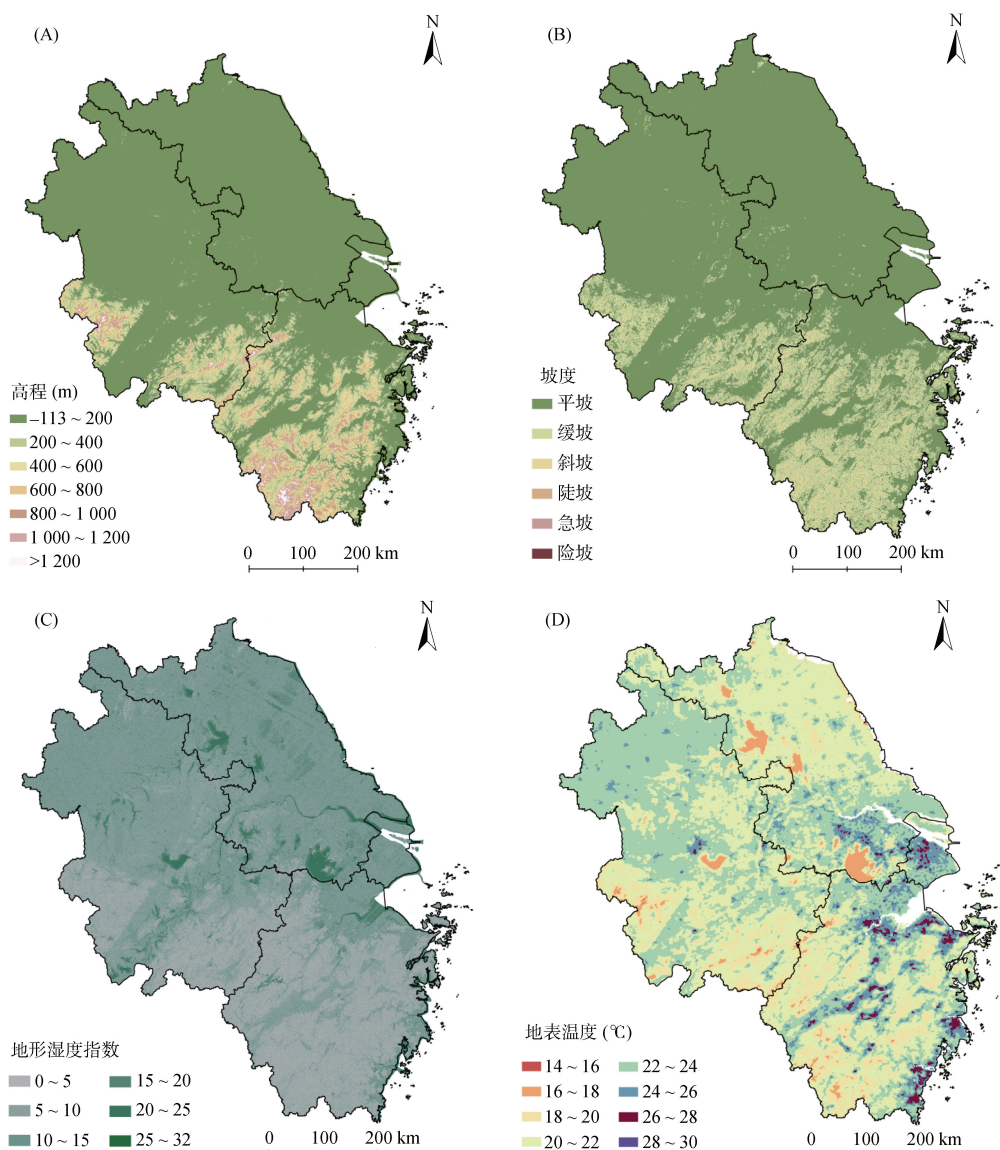 (A)
N
高程 (m)
–113 ~ 200
200 ~ 400
400 ~ 600
600 ~ 800
800 ~ 1 000
1 000 ~ 1 200
>1 200
0 100 200 km
(B)
N
坡度
平坡
缓坡
斜坡
陡坡
急坡
险坡
0 100 200 km
(C)
N
地形湿度指数
0 ~ 5 15 ~ 20
5 ~ 10 20 ~ 25
10 ~ 15 25 ~ 32
0 100 200 km
(D)
N
地表温度 (℃)
14 ~ 16 22 ~ 24
16 ~ 18 24 ~ 26
18 ~ 20 26 ~ 28
20 ~ 22 28 ~ 30
0 100 200 km